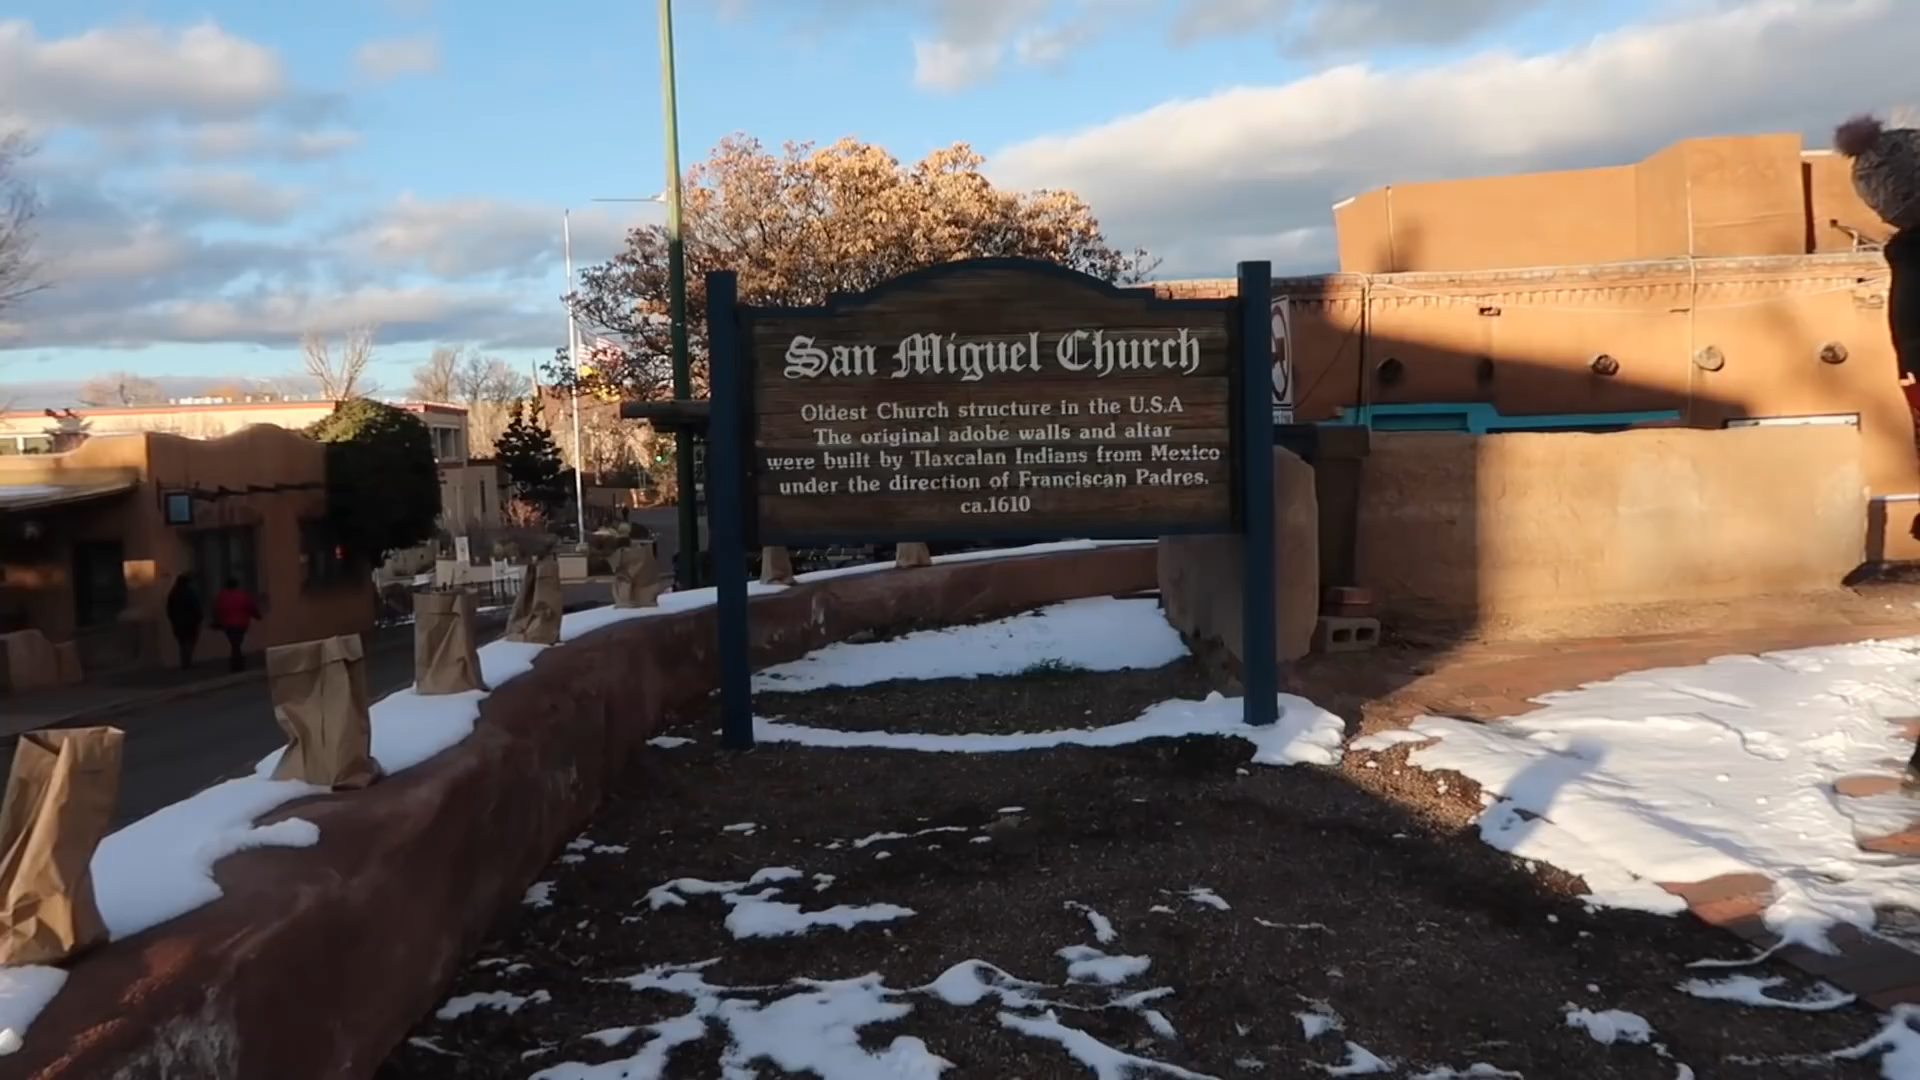 San Miguel Church
Oldest Church structure in the U.S.A
The original adobe walls and altar
were built by Tlaxcalan Indians from Mexico
under the direction of Franciscan Padres.
ca.1610